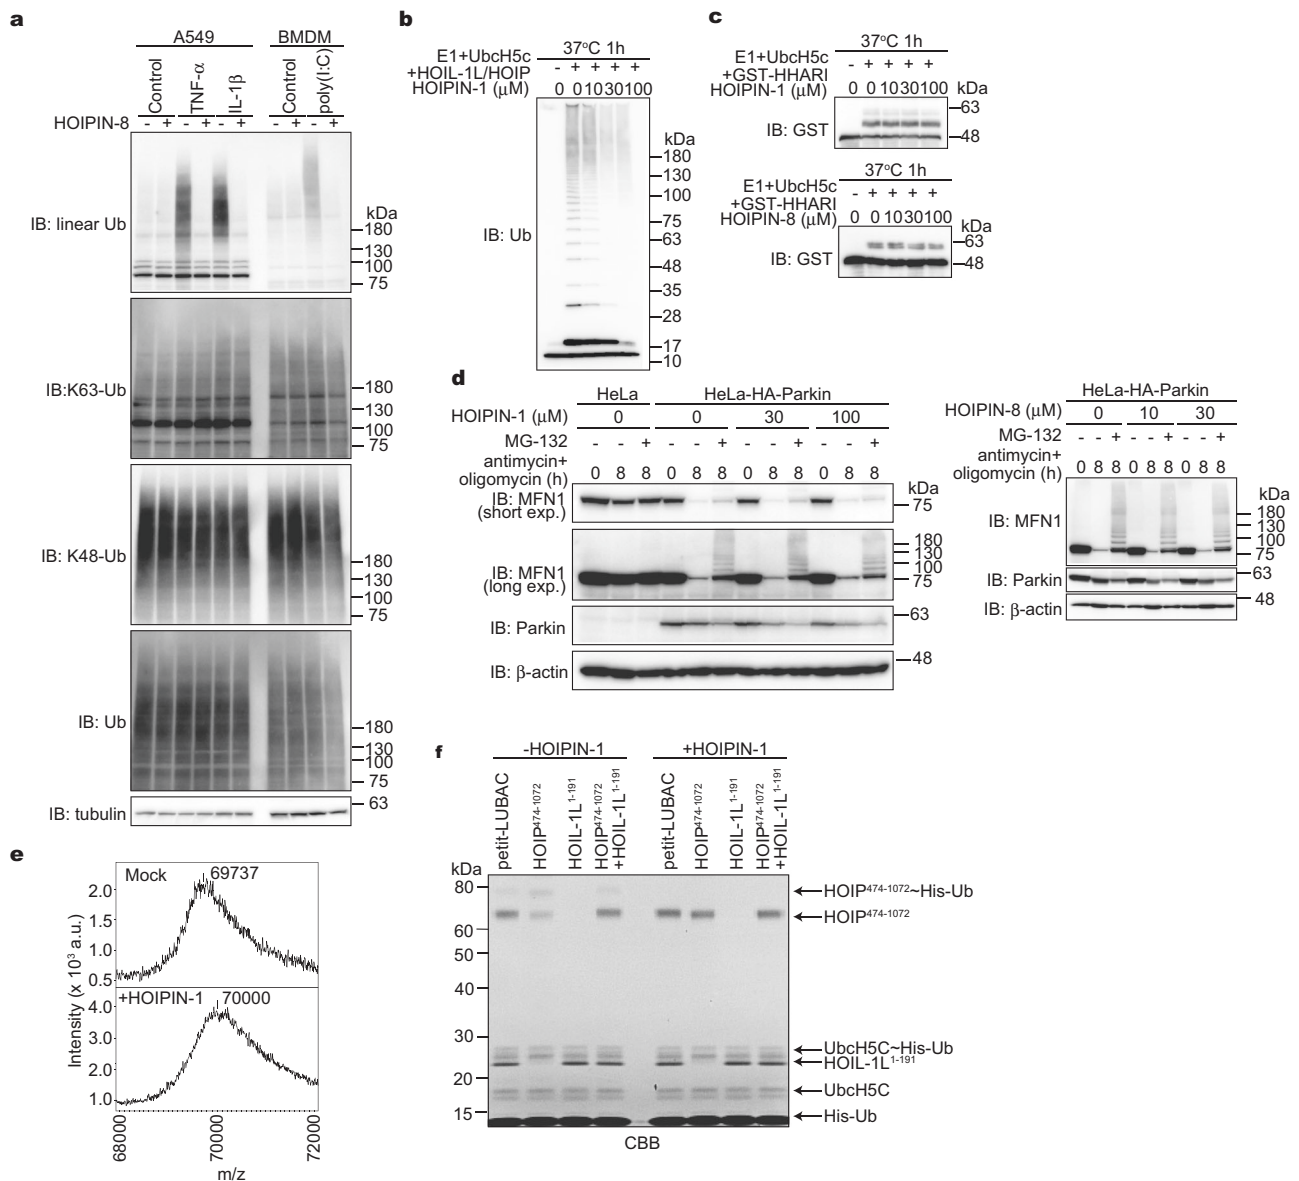 a
A549 BMDM
Control TNF-α IL-1β Control poly(I:C)
HOIPIN-8 - + - + - + - + - +
IB: linear Ub
kDa
180
130
100
75
IB:K63-Ub
180
130
100
75
IB: K48-Ub
180
130
100
75
IB: Ub
180
130
100
75
IB: tubulin
63
b
37°C 1h
E1+UbcH5c
+HOIL-1L/HOIP - + + + +
HOIPIN-1 (μM) 0 0 10 30 100
IB: Ub
kDa
180
130
100
75
63
48
35
28
17
10
c
37°C 1h
E1+UbcH5c
+GST-HHARI - + + + +
HOIPIN-1 (μM) 0 0 10 30 100 kDa
IB: GST
63
48
37°C 1h
E1+UbcH5c
+GST-HHARI - + + + +
HOIPIN-8 (μM) 0 0 10 30 100 kDa
IB: GST
63
48
d
HeLa HeLa-HA-Parkin
HOIPIN-1 (μM) 0 0 30 100
MG-132 - - + - - + - - + - - +
antimycin+
oligomycin (h) 0 8 8 0 8 8 0 8 8 0 8 8
IB: MFN1
(short exp.)
kDa
75
IB: MFN1
(long exp.)
180
130
100
75
IB: Parkin
63
IB: β-actin
48
HeLa-HA-Parkin
HOIPIN-8 (μM) 0 10 30
MG-132 - - + - - + - - +
antimycin+
oligomycin (h) 0 8 8 0 8 8 0 8 8
IB: MFN1
kDa
180
130
100
75
IB: Parkin
63
IB: β-actin
48
e
Mock 69737
2.0
1.5
1.0
0.5
+HOIPIN-1 70000
4.0
3.0
2.0
1.0
Intensity (x 10³ a.u.)
68000 70000 72000
m/z
f
-HOIPIN-1 +HOIPIN-1
petit-LUBAC HOIP474-1072 HOIL-1L1-191 HOIP474-1072 +HOIL-1L1-191 petit-LUBAC HOIP474-1072 HOIL-1L1-191 HOIP474-1072 +HOIL-1L1-191
kDa
80
60
50
40
30
20
15
HOIP474-1072~His-Ub
HOIP474-1072
UbcH5C~His-Ub
HOIL-1L1-191
UbcH5C
His-Ub
CBB